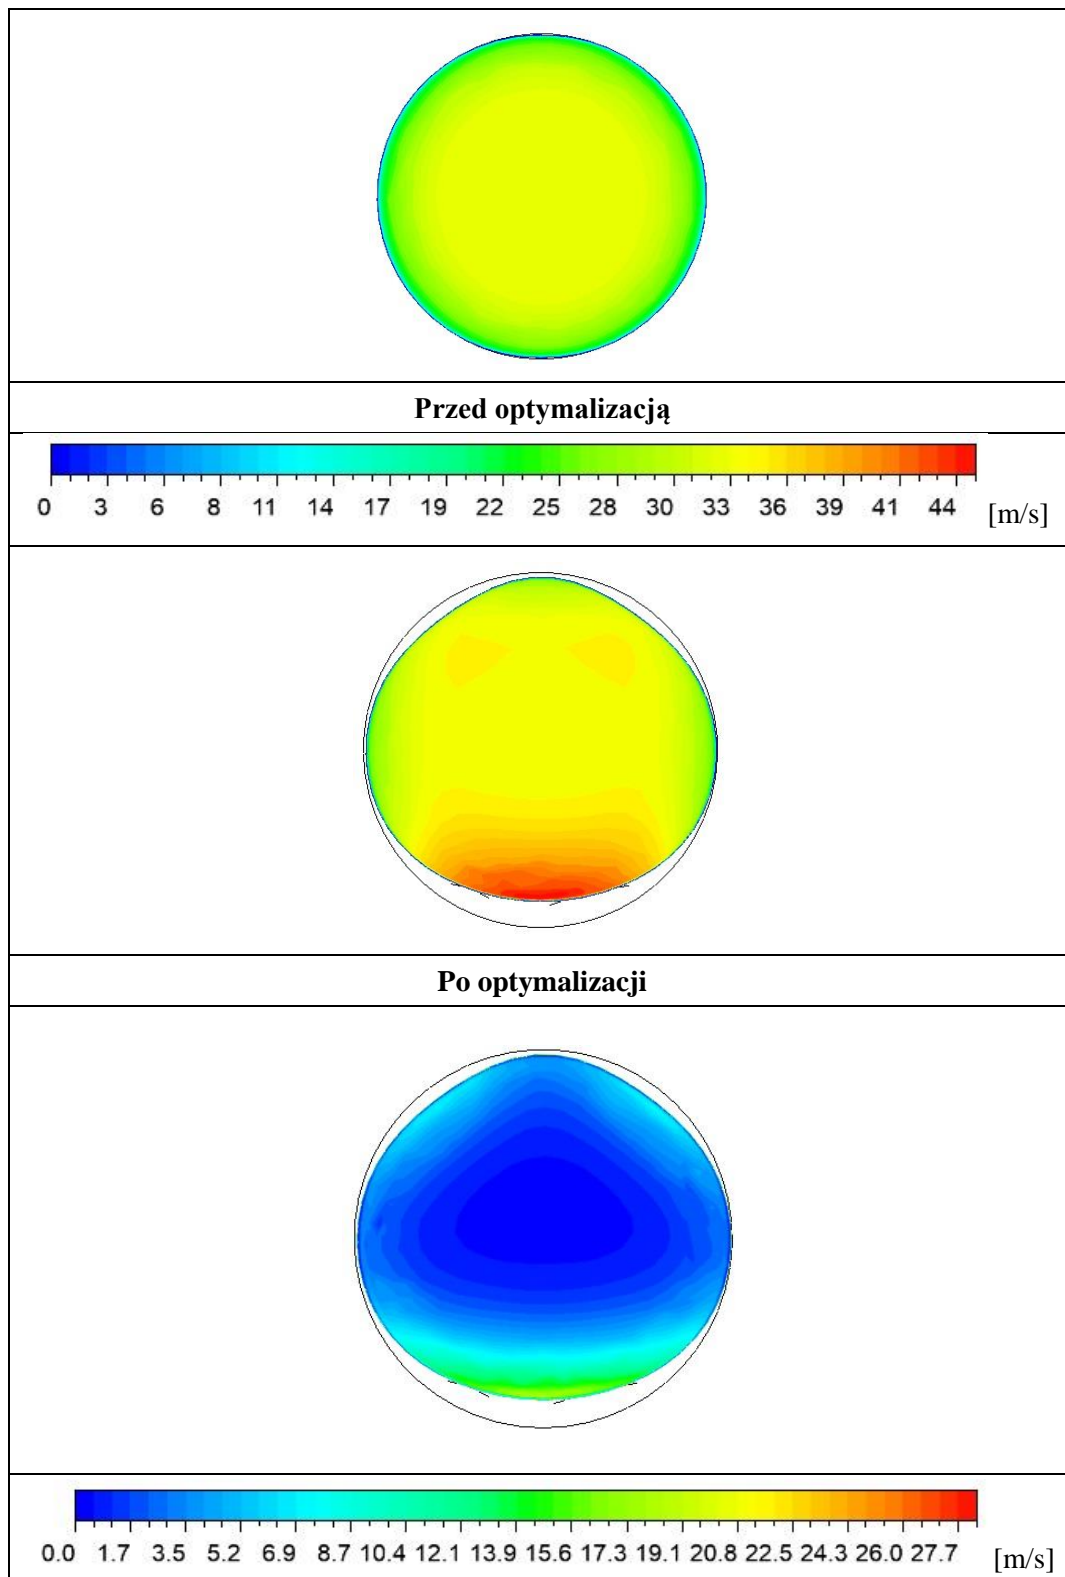 Przed optymalizacją
0 3 6 8 11 14 17 19 22 25 28 30 33 36 39 41 44 [m/s]
Po optymalizacji
0.0 1.7 3.5 5.2 6.9 8.7 10.4 12.1 13.9 15.6 17.3 19.1 20.8 22.5 24.3 26.0 27.7 [m/s]